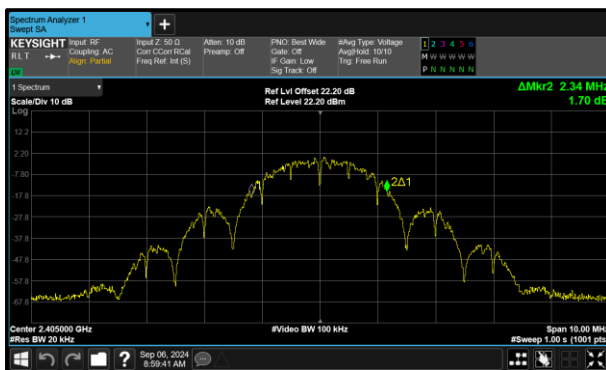 Spectrum Analyzer 1
Swept SA
+
KEYSIGHT Input: RF Input Z: 50 Ω Atten: 10 dB PNO: Best Wide #Avg Type: Voltage 1 2 3 4 5 6
RLT Coupling: AC Corr CCorr RCal Preamp: Off Gate: Off Avg|Hold: 10/10 M W W W W W
Align: Partial Freq Ref: Int (S) IF Gain: Low Trig: Free Run
Sig Track: Off P N N N N N
1 Spectrum Ref Lvl Offset 22.20 dB ΔMkr2 2.34 MHz
Scale/Div 10 dB Ref Level 22.20 dBm 1.70 dB
Log
12.2
2.20
-7.80
2Δ1
-17.8
-27.8
-37.8
-47.8
-57.8
-67.8
Center 2.405000 GHz #Video BW 100 kHz Span 10.00 MHz
#Res BW 20 kHz #Sweep 1.00 s (1001 pts)
? Sep 06, 2024
8:59:41 AM